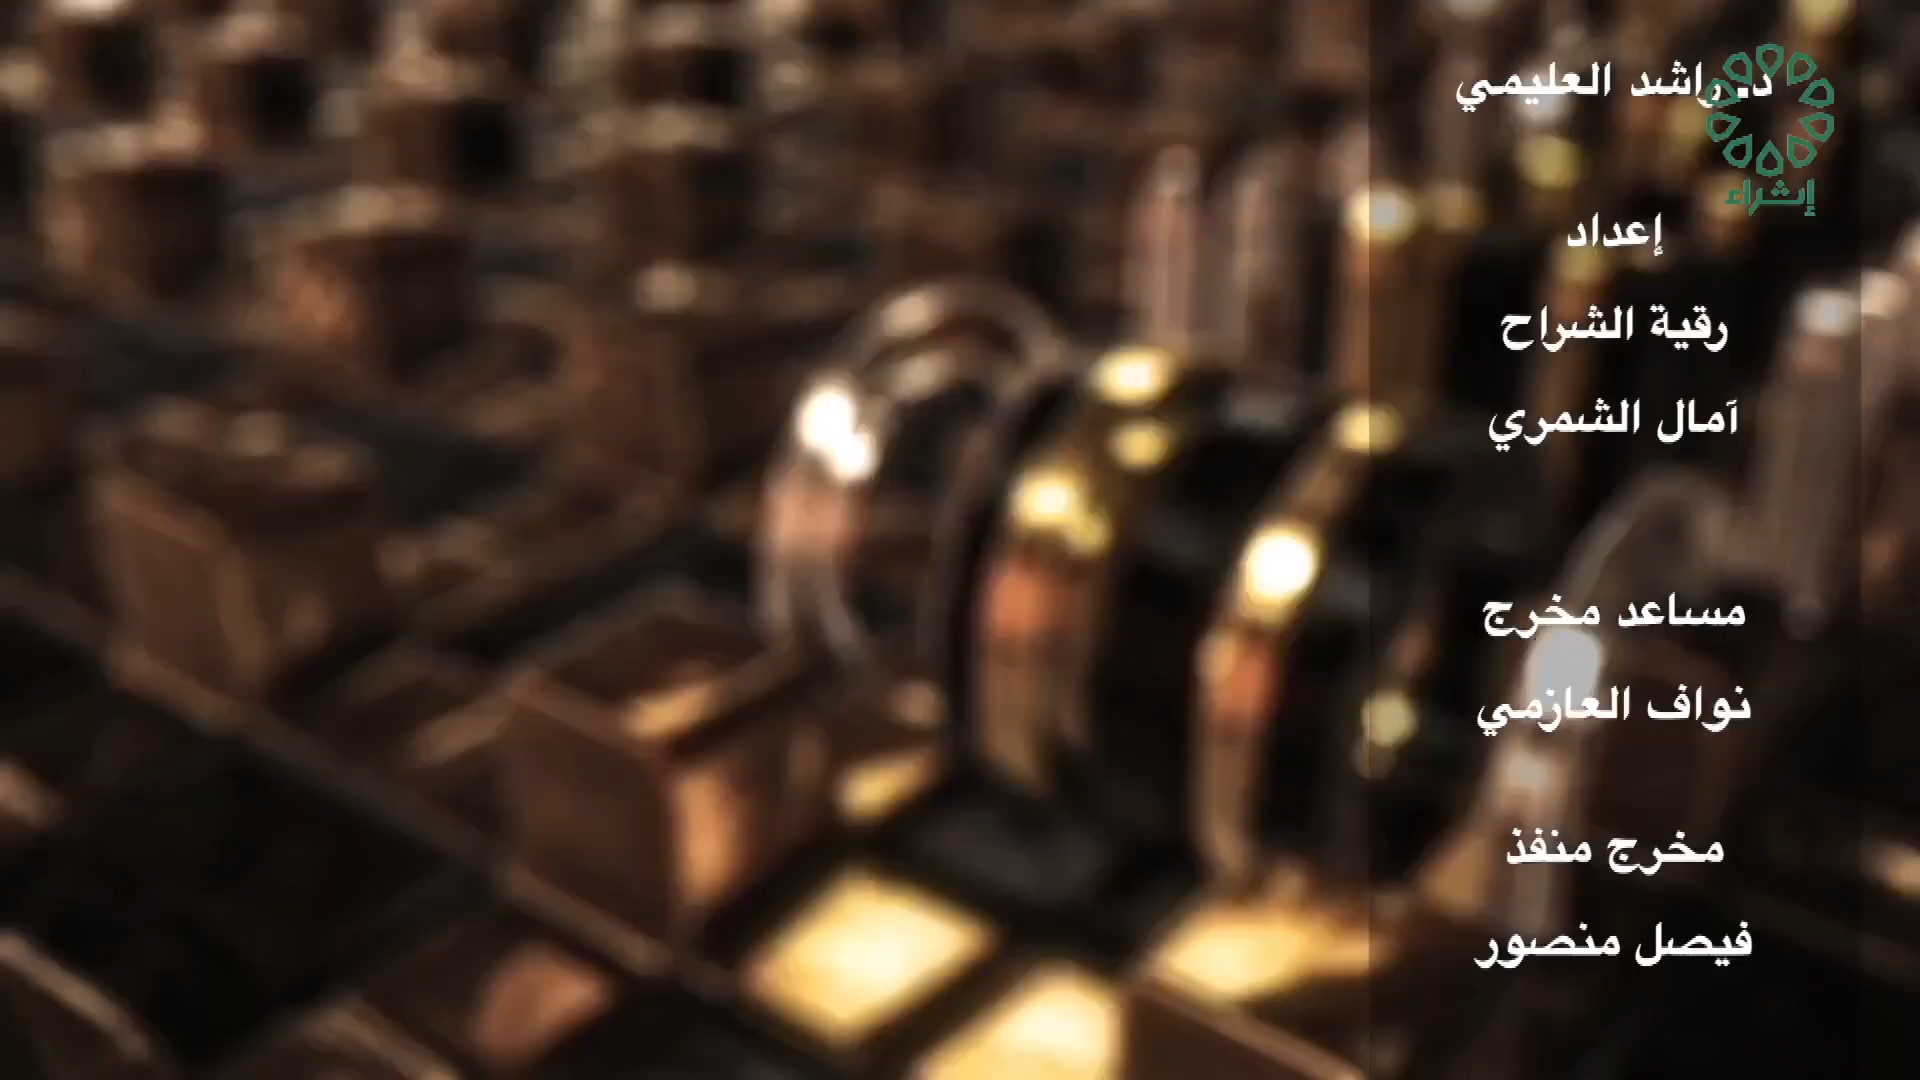 د. راشد العليمي
إثراء
إعداد
رقية الشراح
آمال الشمري
مساعد مخرج
نواف العازمي
مخرج منفذ
فيصل منصور